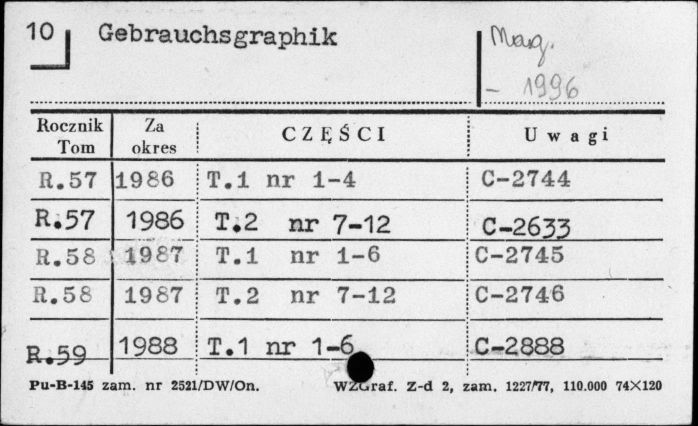 10 Gebrauchsgraphik Mag.
- 1996
Rocznik Tom Za okres CZĘŚCI Uwagi
R.57 1986 T.1 nr 1-4 C-2744
R.57 1986 T.2 nr 7-12 C-2633
R.58 1987 T.1 nr 1-6 C-2745
R.58 1987 T.2 nr 7-12 C-2746
R.59 1988 T.1 nr 1-6 C-2888
Pu-B-145 zam. nr 2521/DW/On. WZGraf. Z-d 2, zam. 1227/77, 110.000 74×120